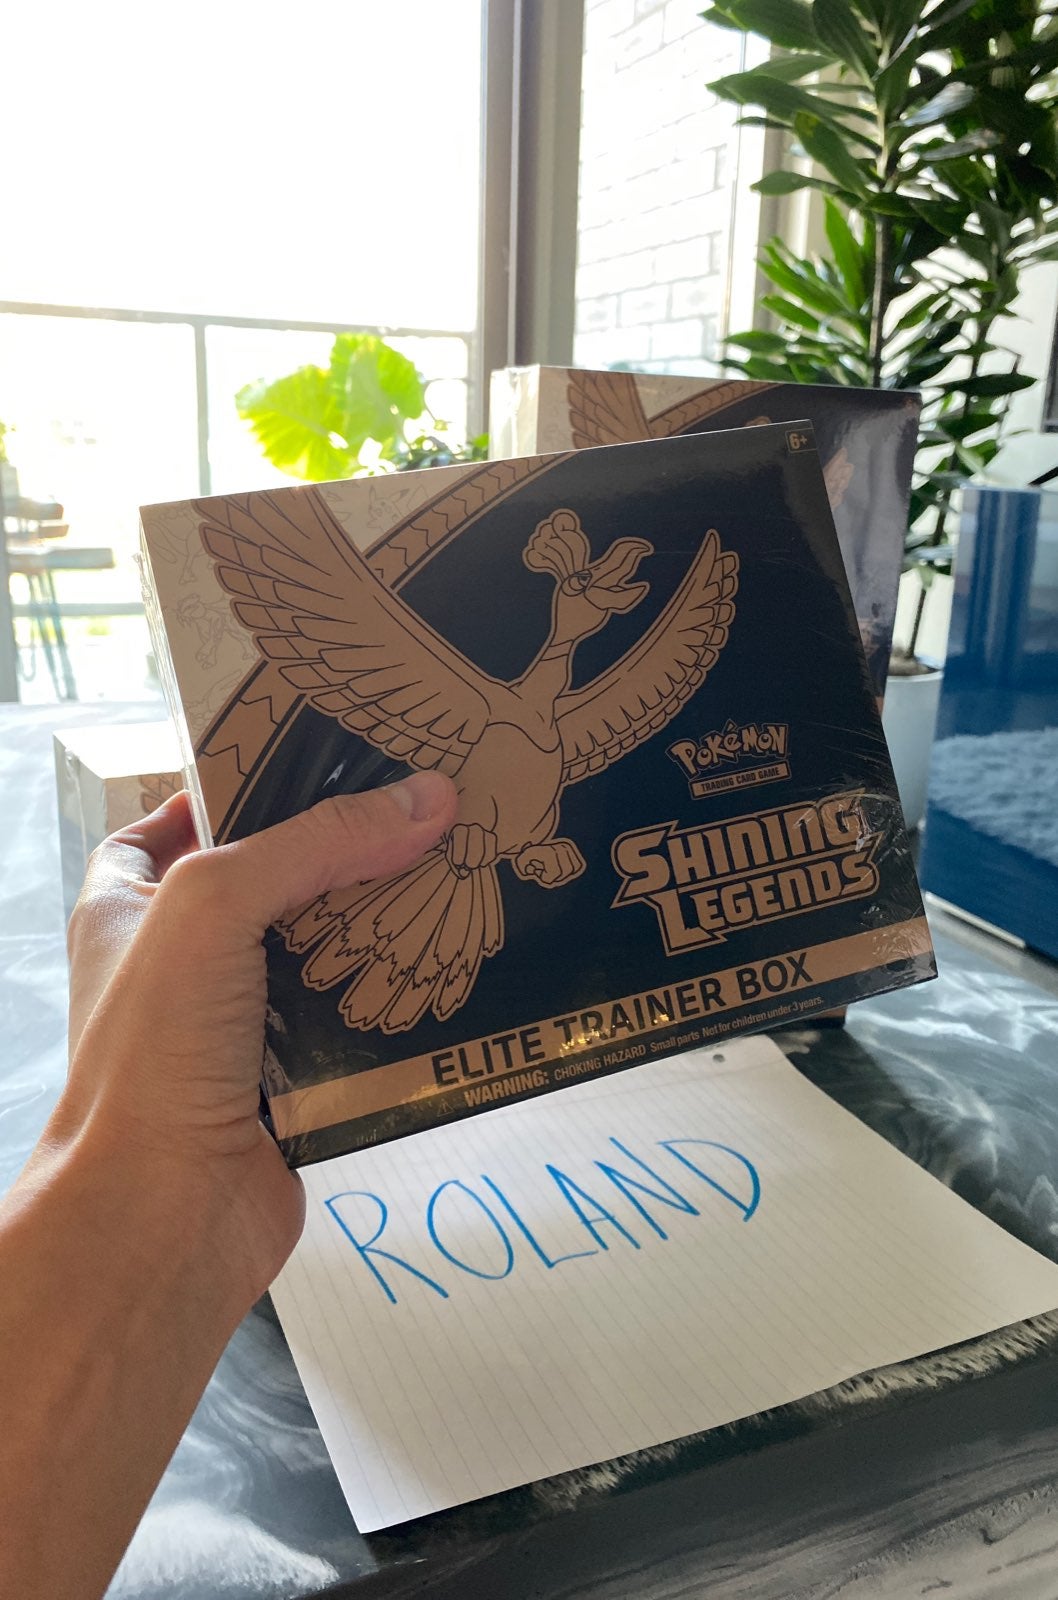 6+
POKéMON
TRADING CARD GAME
SHINING
LEGENDS
ELITE TRAINER BOX
⚠ WARNING: CHOKING HAZARD Small parts Not for children under 3 years.
ROLAND